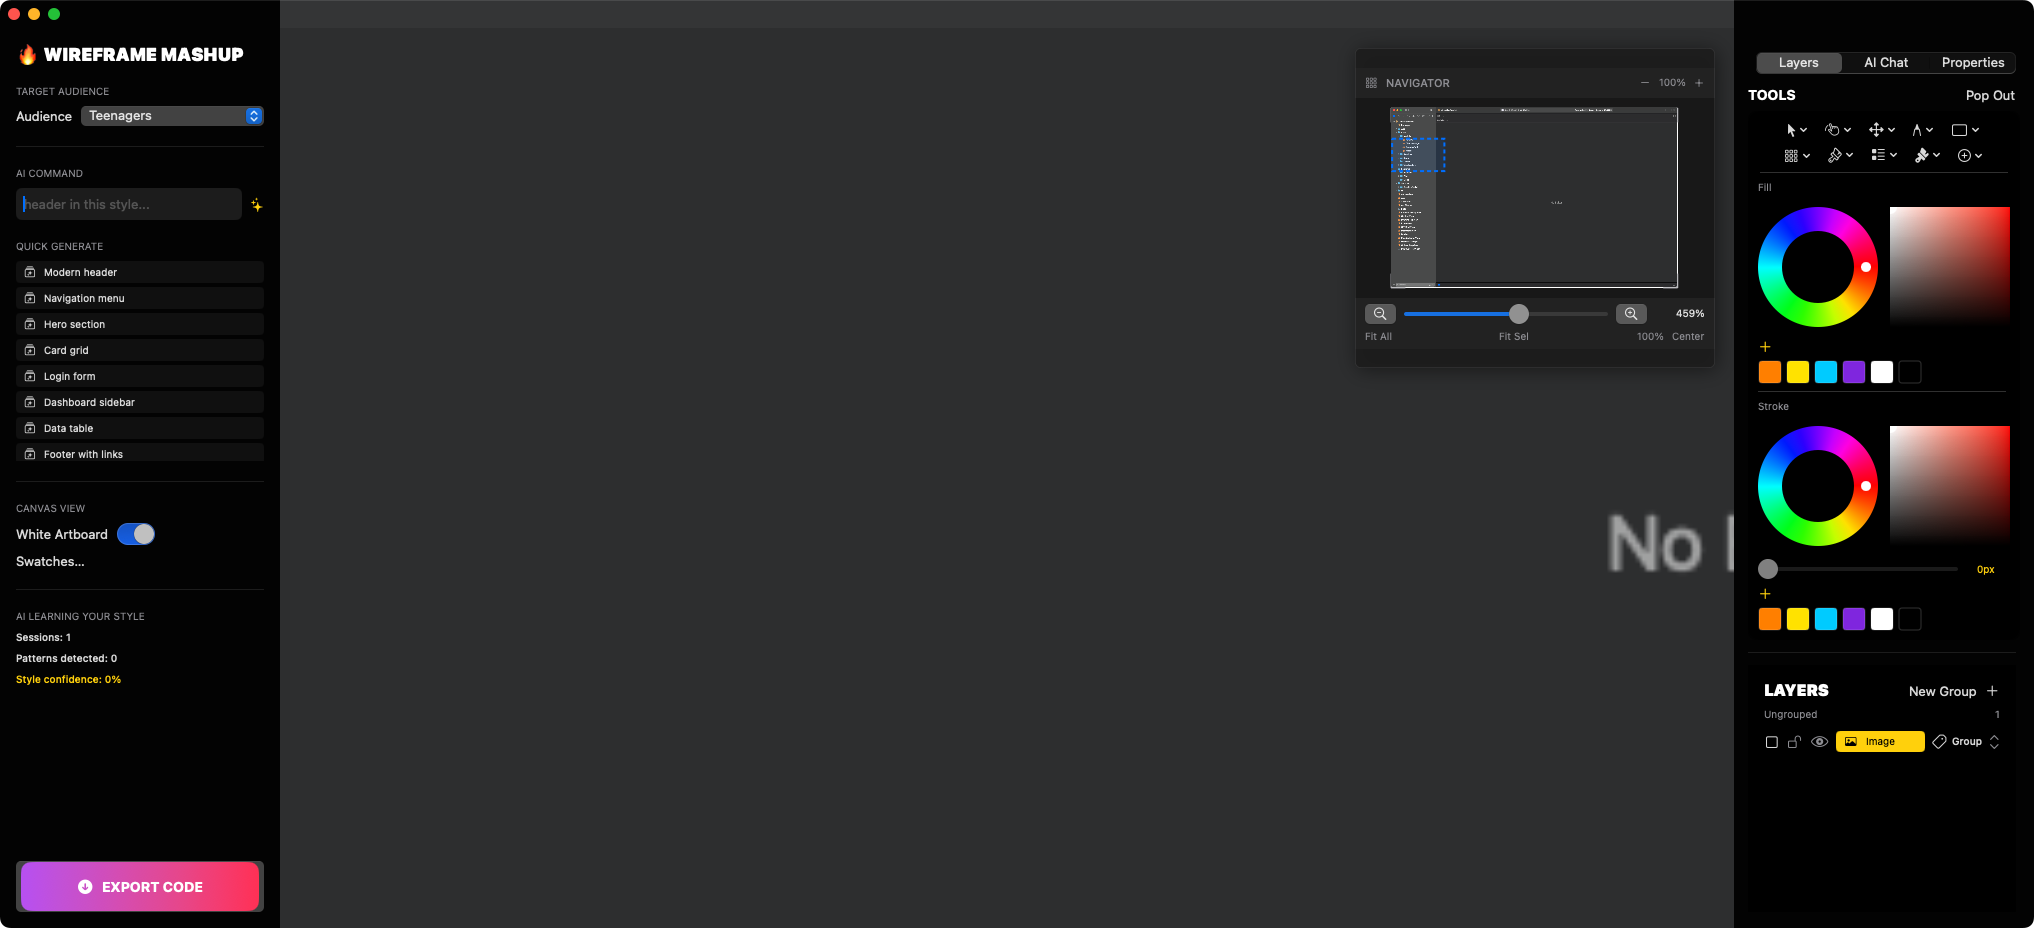 WIREFRAME MASHUP
TARGET AUDIENCE
Audience
Teenagers
AI COMMAND
header in this style...
QUICK GENERATE
Modern header
Navigation menu
Hero section
Card grid
Login form
Dashboard sidebar
Data table
Footer with links
CANVAS VIEW
White Artboard
Swatches...
AI LEARNING YOUR STYLE
Sessions: 1
Patterns detected: 0
Style confidence: 0%
EXPORT CODE
NAVIGATOR
100%
459%
Fit All
Fit Sel
100%
Center
No
Layers
AI Chat
Properties
TOOLS
Pop Out
Fill
Stroke
0px
LAYERS
New Group
Ungrouped
1
Image
Group